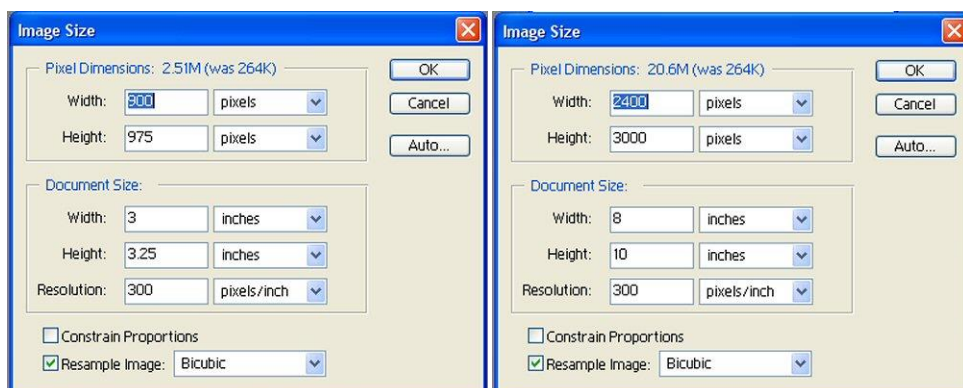 Image Size
Pixel Dimensions: 2.51M (was 264K)
Width: 900 pixels
Height: 975 pixels
OK
Cancel
Auto...
Document Size:
Width: 3 inches
Height: 3.25 inches
Resolution: 300 pixels/inch
Constrain Proportions
Resample Image: Bicubic
Image Size
Pixel Dimensions: 20.6M (was 264K)
Width: 2400 pixels
Height: 3000 pixels
OK
Cancel
Auto...
Document Size:
Width: 8 inches
Height: 10 inches
Resolution: 300 pixels/inch
Constrain Proportions
Resample Image: Bicubic